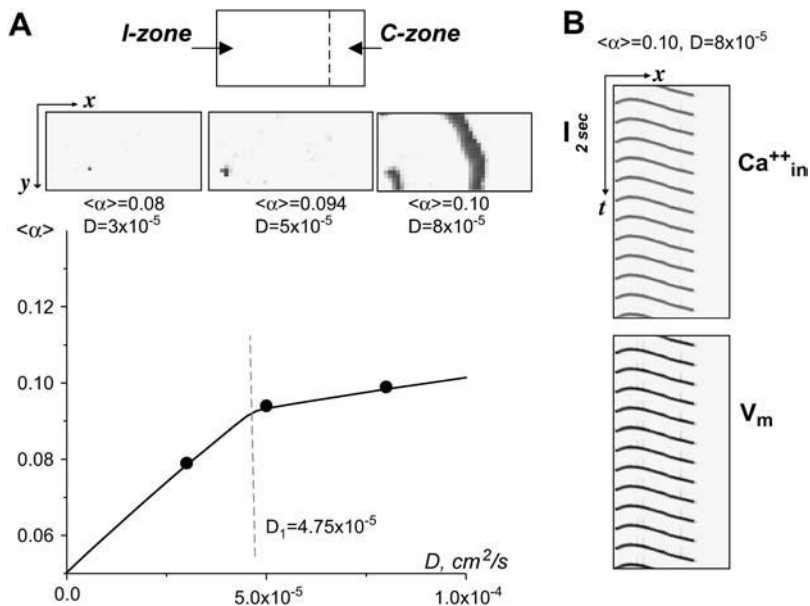 A
I-zone
C-zone
x
y
<α>=0.08
D=3x10-5
<α>=0.094
D=5x10-5
<α>=0.10
D=8x10-5
<α>
0.12
0.10
0.08
0.06
D1=4.75x10-5
D, cm2/s
0.0
5.0x10-5
1.0x10-4
B
<α>=0.10, D=8x10-5
x
2 sec
t
Ca++in
Vm